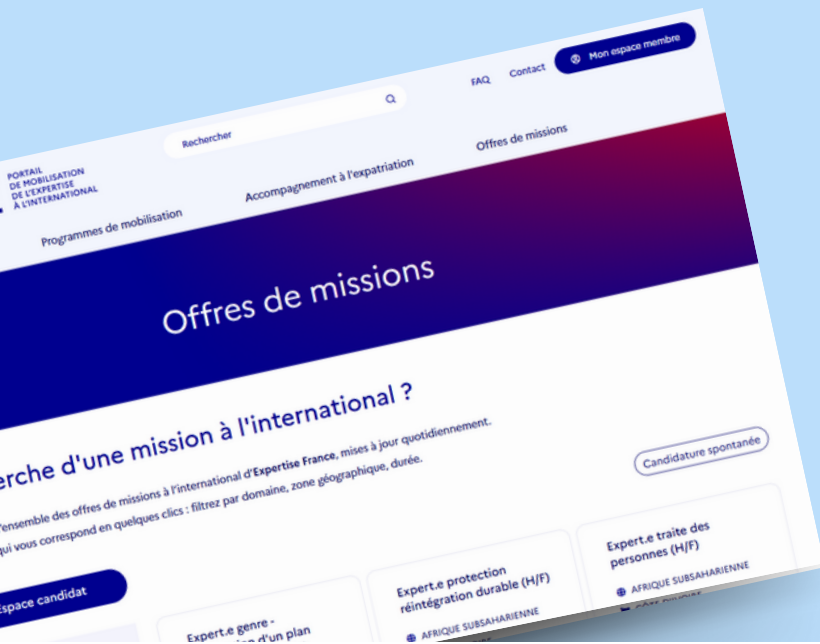 FAQ
Contact
Mon espace membre
Rechercher
PORTAIL
DE MOBILISATION
DE L'EXPERTISE
À L'INTERNATIONAL
Programmes de mobilisation
Accompagnement à l'expatriation
Offres de missions
Offres de missions
d'une mission à l'international ?
l'ensemble des offres de missions à l'international d'Expertise France, mises à jour quotidiennement.
qui vous correspond en quelques clics : filtrez par domaine, zone géographique, durée.
Candidature spontanée
Espace candidat
Expert.e genre -
d'un plan
Expert.e protection
réintégration durable (H/F)
AFRIQUE SUBSAHARIENNE
Expert.e traite des
personnes (H/F)
AFRIQUE SUBSAHARIENNE